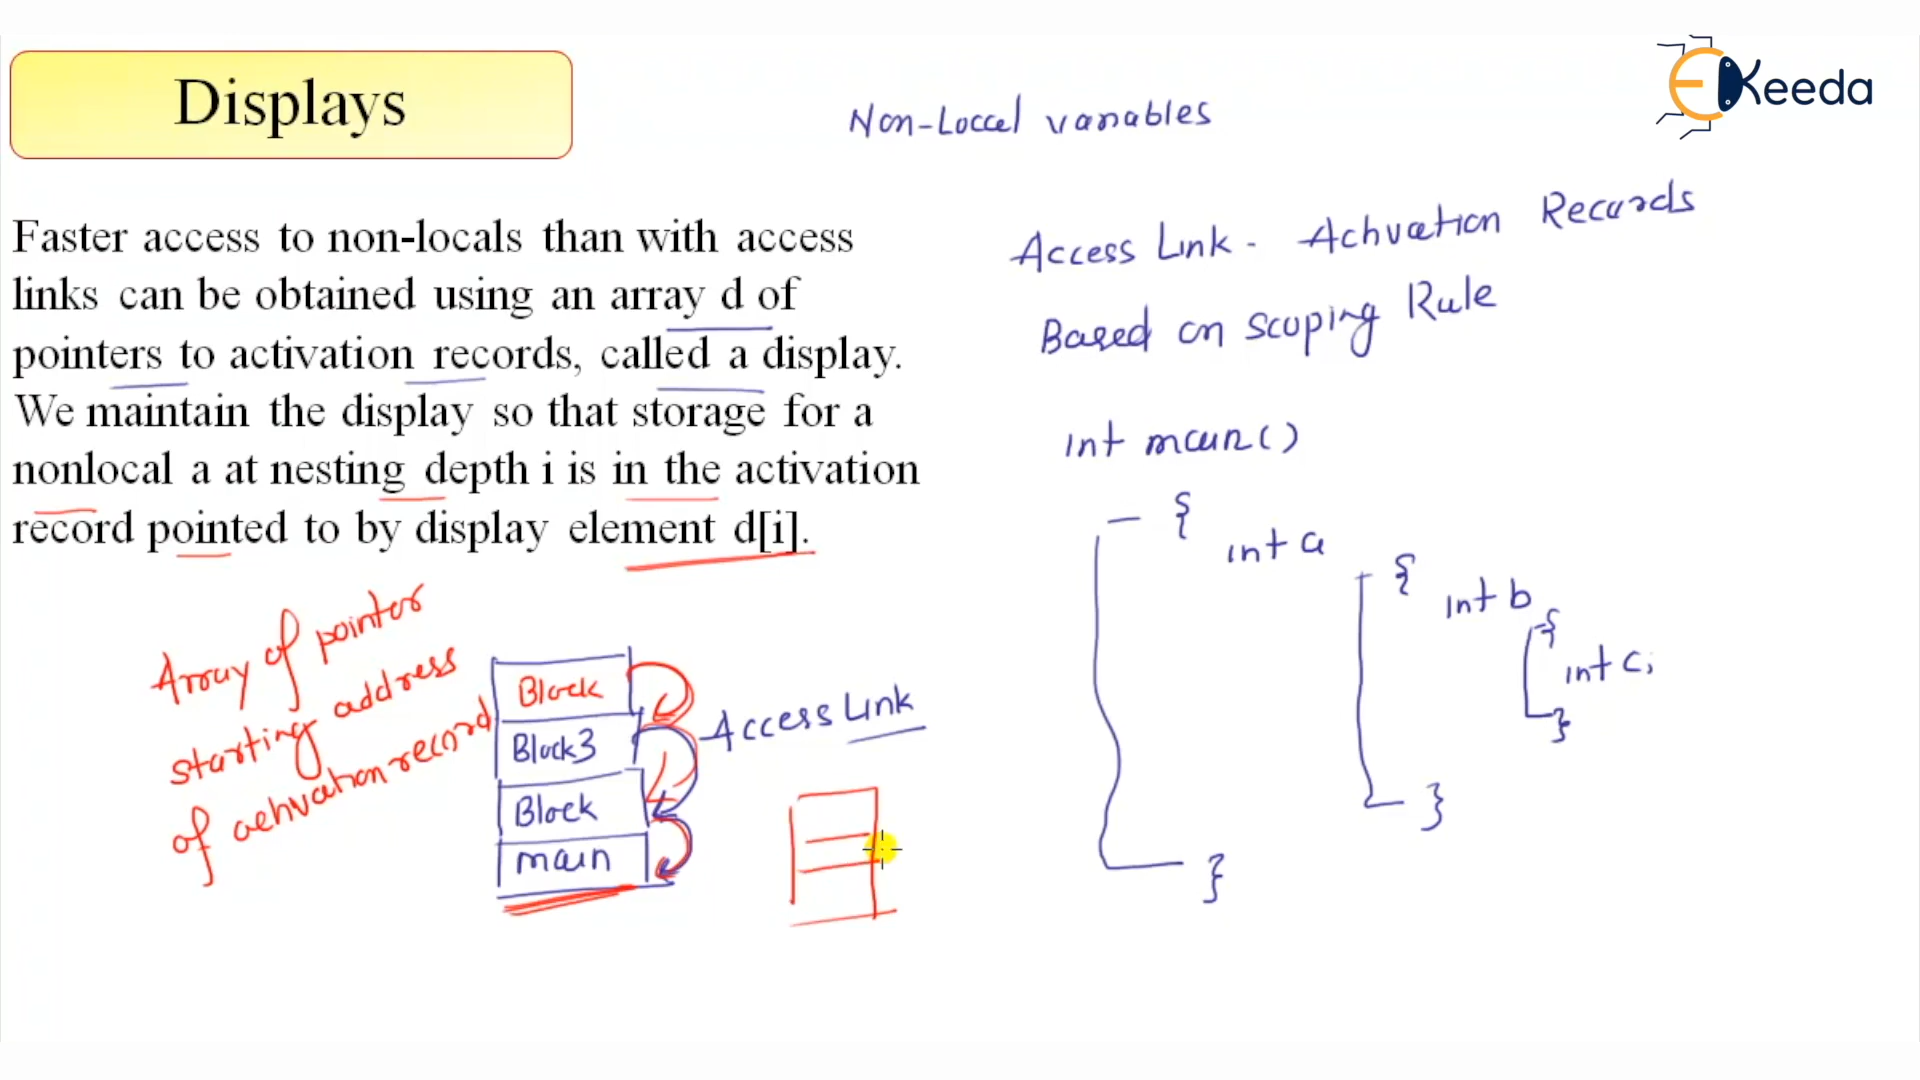 Displays
Non-Local variables
Keeda
Faster access to non-locals than with access
links can be obtained using an array d of
pointers to activation records, called a display.
We maintain the display so that storage for a
nonlocal a at nesting depth i is in the activation
record pointed to by display element d[i].
Access Link - Activation Records
Based on scoping Rule
int main()
{
int a
{
int b
{
int c;
}
}
}
Array of pointer
starting address
of activation record
Block
Block3
Block
main
Access Link